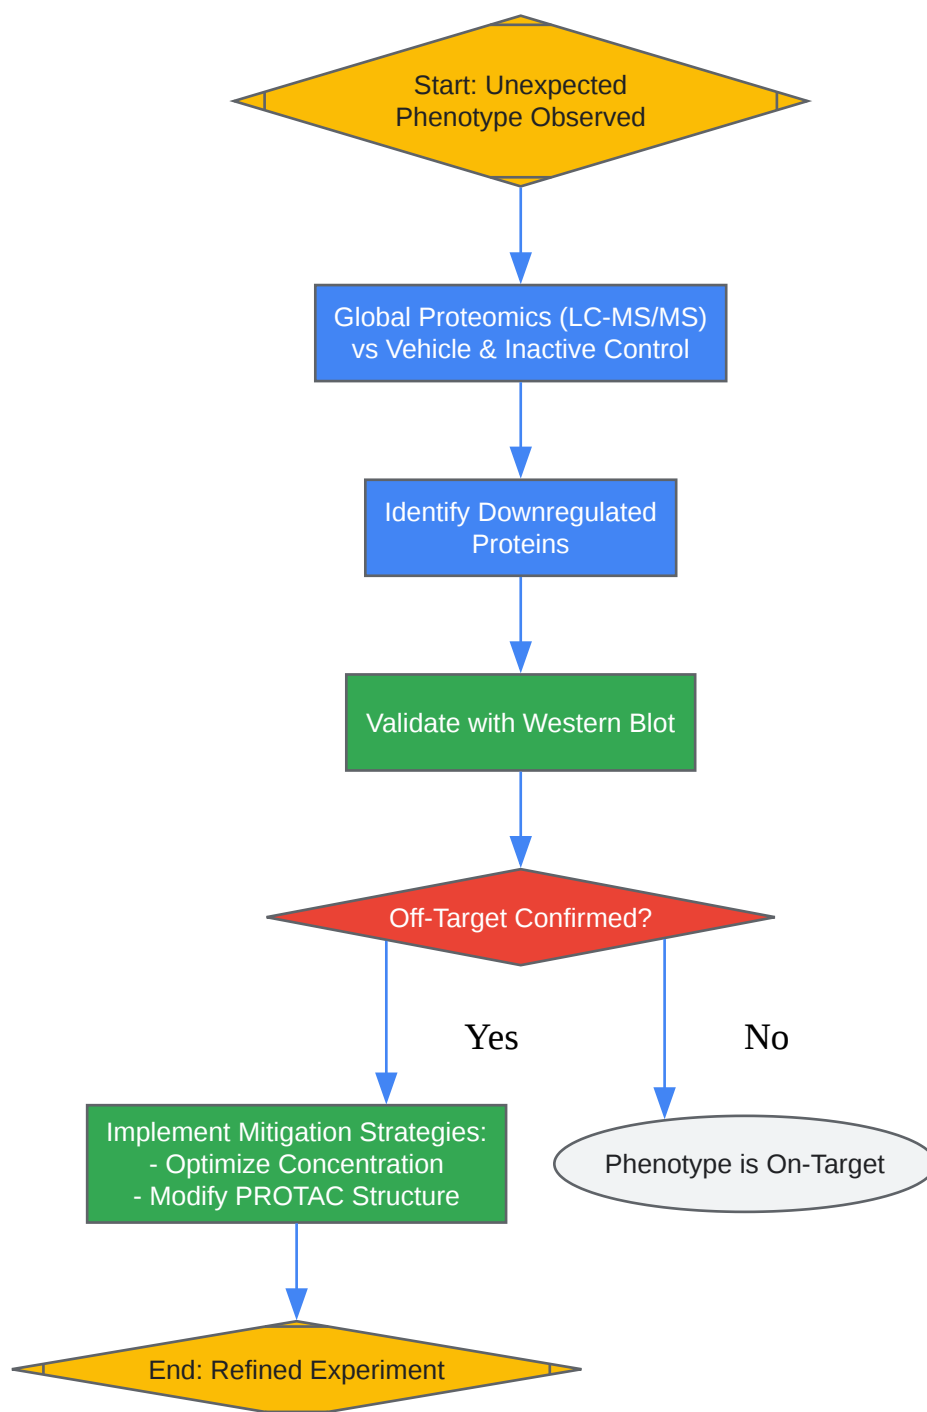 Start: Unexpected
Phenotype Observed
Global Proteomics (LC-MS/MS)
vs Vehicle & Inactive Control
Identify Downregulated
Proteins
Validate with Western Blot
Off-Target Confirmed?
Yes
No
Implement Mitigation Strategies:
- Optimize Concentration
- Modify PROTAC Structure
Phenotype is On-Target
End: Refined Experiment